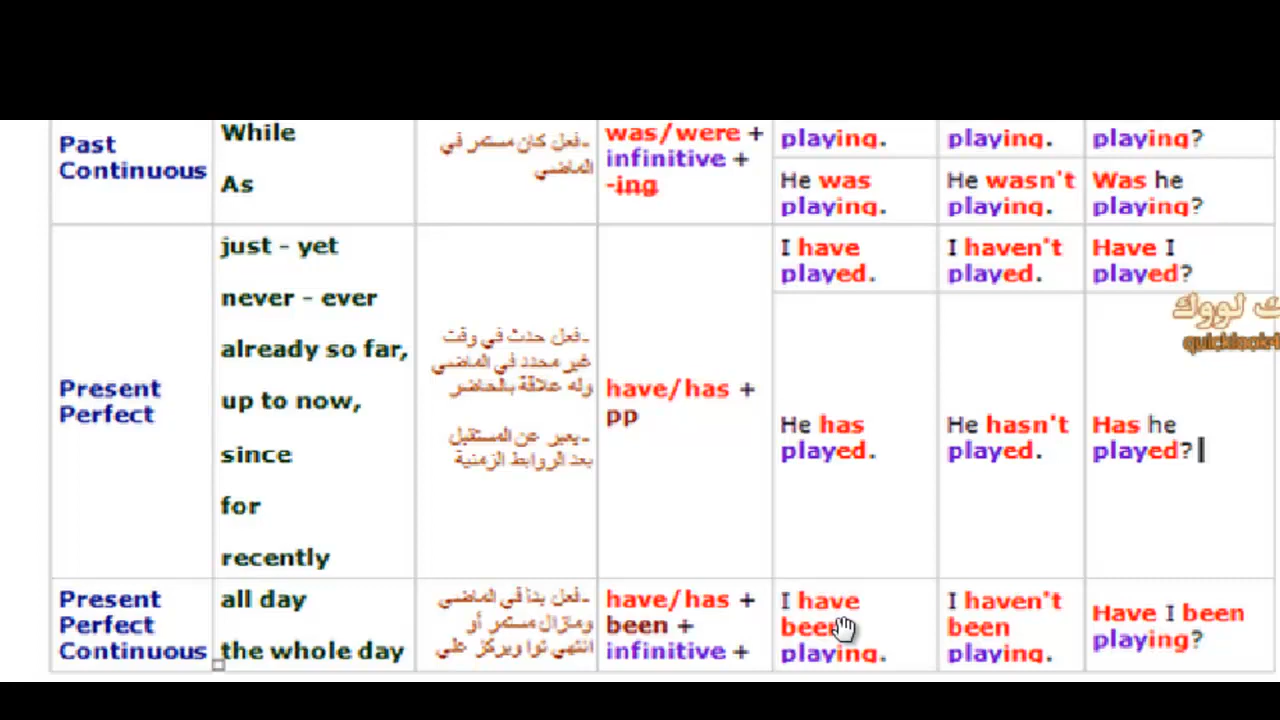 Past
Continuous
While
As
ـ فعل كان مستمر في
الماضي
was/were +
infinitive +
-ing
playing.
playing.
playing?
He was
playing.
He wasn't
playing.
Was he
playing?
Present
Perfect
just - yet
never - ever
already so far,
up to now,
since
for
recently
ـ فعل حدث في وقت
غير محدد في الماضي
وله علاقة بالحاضر
ـ يعبر عن المستقبل
بعد الروابط الزمنية
have/has +
pp
I have
played.
I haven't
played.
Have I
played?
He has
played.
He hasn't
played.
Has he
played?
لووك
Present
Perfect
Continuous
all day
the whole day
ـ فعل بدأ في الماضي
ومازال مستمر أو
انتهي توا ويركز علي
have/has +
been +
infinitive +
I have
been
playing.
I haven't
been
playing.
Have I been
playing?